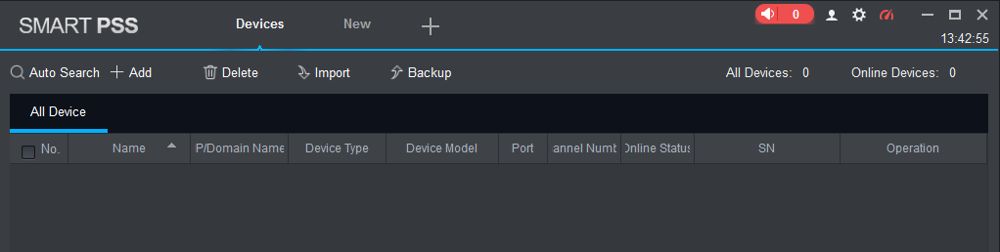 SMART PSS Devices New + 0
13:42:55
Auto Search Add Delete Import Backup All Devices: 0 Online Devices: 0
All Device
No. Name P/Domain Name Device Type Device Model Port annel Numb Online Status SN Operation